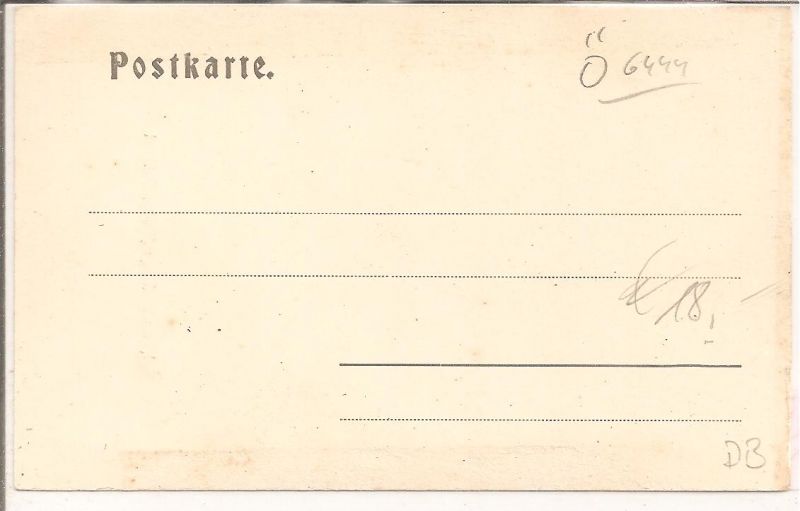 Postkarte.
Ö 6444
€ 18,-
DB